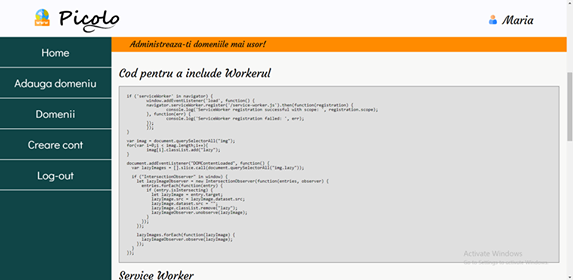 Picolo
Maria
Administreaza-ti domeniile mai usor!
Home
Adauga domeniu
Domenii
Creare cont
Log-out
Cod pentru a include Workerul
if ('serviceWorker' in navigator) {
window.addEventListener('load', function() {
navigator.serviceWorker.register('/service-worker.js').then(function(registration) {
console.log('ServiceWorker registration successful with scope: ', registration.scope);
}, function(err) {
console.log('ServiceWorker registration failed: ', err);
});
});
}
var imag = document.querySelectorAll("img");
for(var i=0;i < imag.length;i++){
imag[i].classList.add("lazy");
}
document.addEventListener("DOMContentLoaded", function() {
var lazyImages = [].slice.call(document.querySelectorAll("img.lazy"));
if ("IntersectionObserver" in window) {
let lazyImageObserver = new IntersectionObserver(function(entries, observer) {
entries.forEach(function(entry) {
if (entry.isIntersecting) {
let lazyImage = entry.target;
lazyImage.src = lazyImage.dataset.src;
lazyImage.dataset.src = "";
lazyImage.classList.remove("lazy");
lazyImageObserver.unobserve(lazyImage);
}
});
});
lazyImages.forEach(function(lazyImage) {
lazyImageObserver.observe(lazyImage);
});
}
});
Activate Windows
Go to Settings to activate Windows.
Service Worker